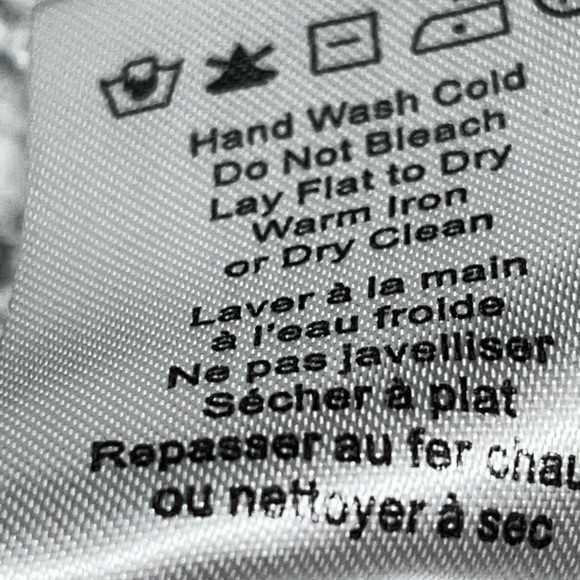 Hand Wash Cold
Do Not Bleach
Lay Flat to Dry
Warm Iron
or Dry Clean
Laver à la main
à l'eau froide
Ne pas javelliser
Sécher à plat
Repasser au fer chau
ou nettoyer à sec